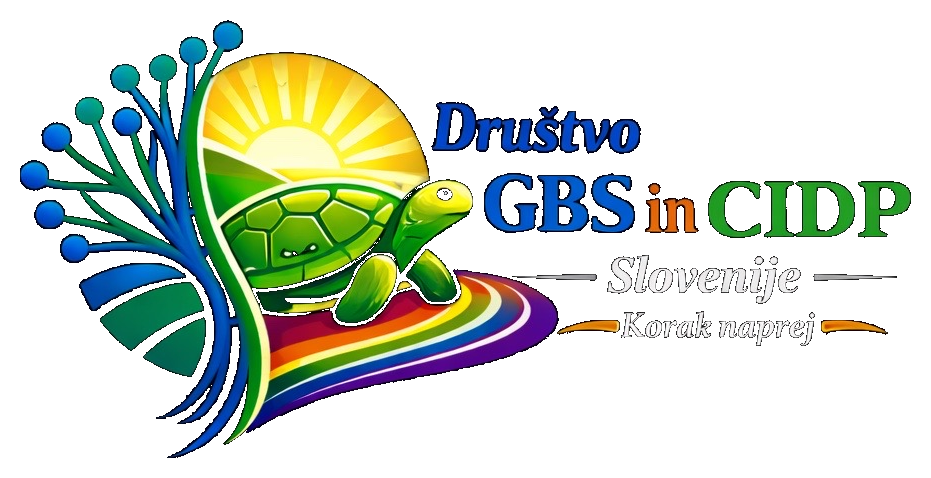 Društvo
GBS in CIDP
Slovenije
Korak naprej